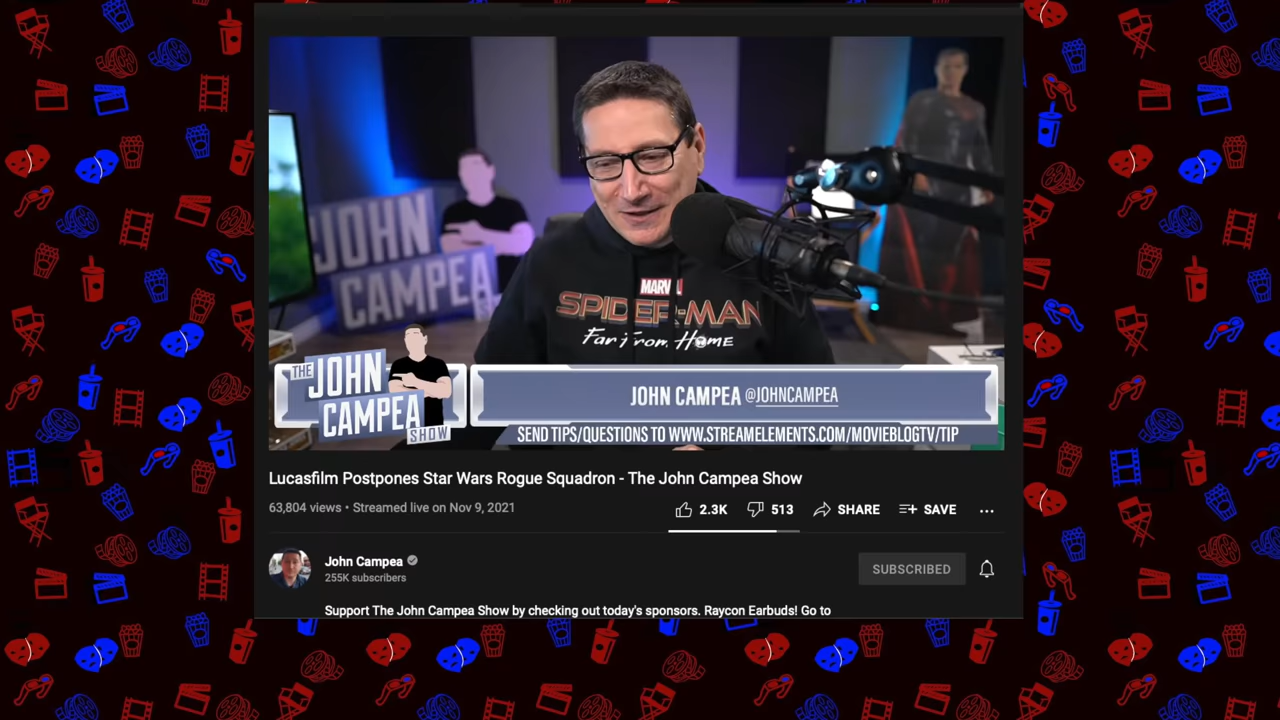 JOHN
CAMPEA
MARVEL
SPIDER-MAN
Far From Home
THE
JOHN
CAMPEA
SHOW
JOHN CAMPEA @JOHNCAMPEA
SEND TIPS/QUESTIONS TO WWW.STREAMELEMENTS.COM/MOVIEBLOGTV/TIP
Lucasfilm Postpones Star Wars Rogue Squadron - The John Campea Show
63,804 views • Streamed live on Nov 9, 2021
2.3K 513 SHARE SAVE ...
John Campea
255K subscribers
SUBSCRIBED
Support The John Campea Show by checking out today's sponsors. Raycon Earbuds! Go to